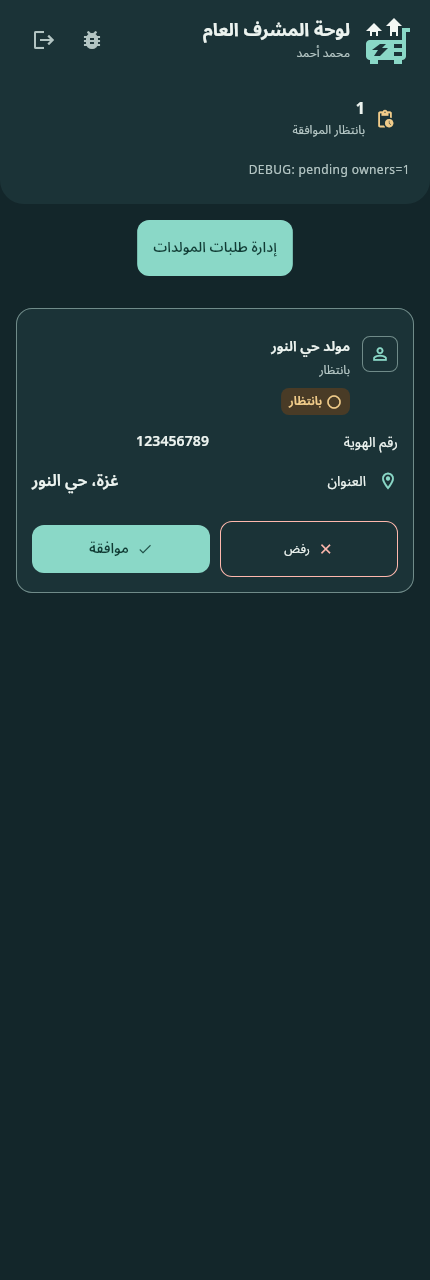 لوحة المشرف العام
محمد أحمد
1
بانتظار الموافقة
DEBUG: pending owners=1
إدارة طلبات المولدات
مولد حي النور
بانتظار
بانتظار
رقم الهوية 123456789
العنوان غزة، حي النور
رفض موافقة